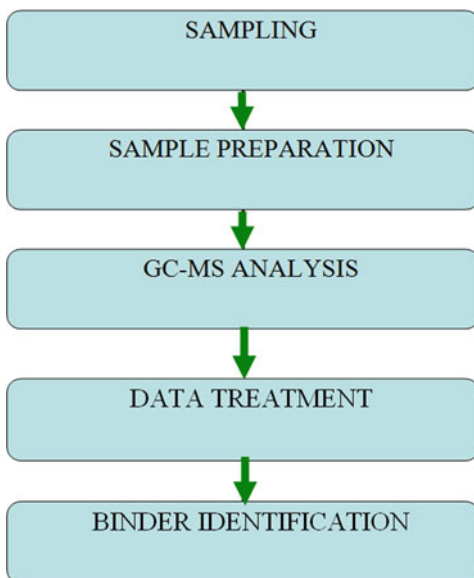 SAMPLING
SAMPLE PREPARATION
GC-MS ANALYSIS
DATA TREATMENT
BINDER IDENTIFICATION